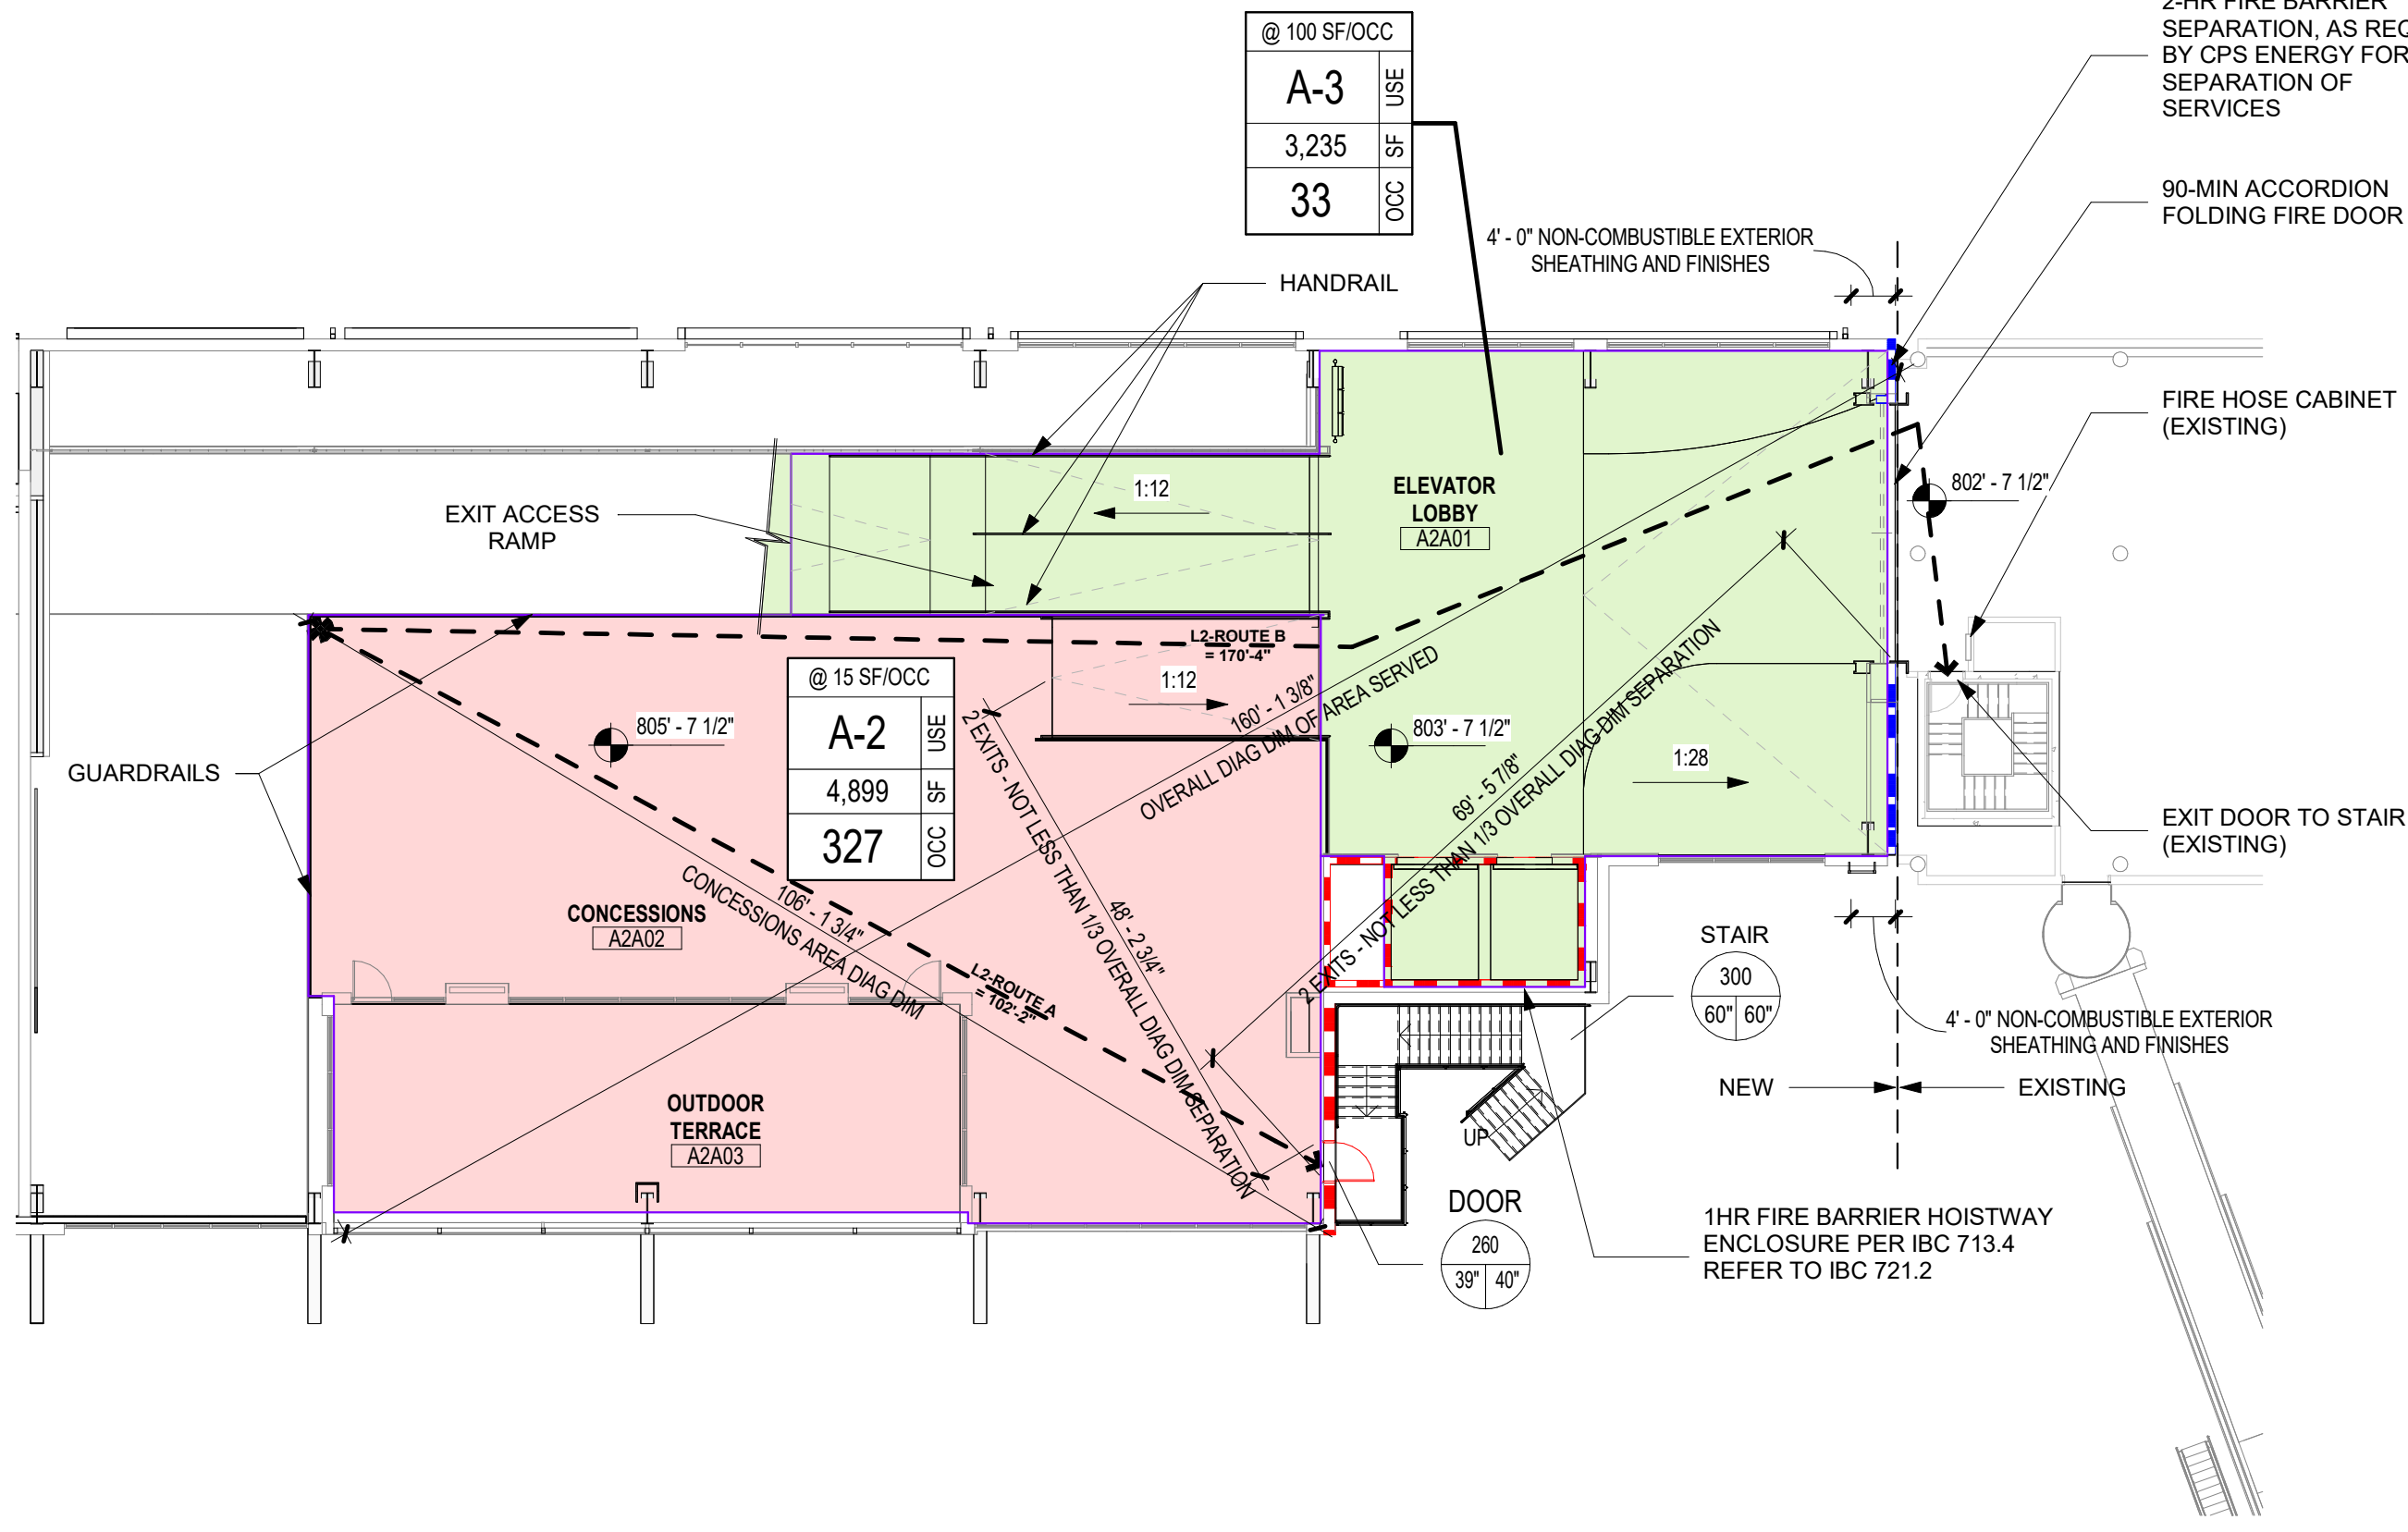 2-HR FIRE BARRIER
SEPARATION, AS REQ
BY CPS ENERGY FOR
SEPARATION OF
SERVICES
@ 100 SF/OCC
A-3 USE
3,235 SF
33 OCC
90-MIN ACCORDION
FOLDING FIRE DOOR
4' - 0" NON-COMBUSTIBLE EXTERIOR
SHEATHING AND FINISHES
HANDRAIL
FIRE HOSE CABINET
(EXISTING)
802' - 7 1/2"
1:12
ELEVATOR
LOBBY
A2A01
EXIT ACCESS
RAMP
L2-ROUTE B
= 170'-4"
1:12
@ 15 SF/OCC
A-2 USE
4,899 SF
327 OCC
805' - 7 1/2"
803' - 7 1/2"
160' - 1 3/8"
OVERALL DIAG DIM OF AREA SERVED
69' - 5 7/8"
2 EXITS - NOT LESS THAN 1/3 OVERALL DIAG DIM SEPARATION
1:28
GUARDRAILS
EXIT DOOR TO STAIR
(EXISTING)
48' - 2 3/4"
2 EXITS - NOT LESS THAN 1/3 OVERALL DIAG DIM SEPARATION
106' - 1 3/4"
CONCESSIONS AREA DIAG DIM
CONCESSIONS
A2A02
L2-ROUTE A
= 102'-2"
STAIR
300
60" 60"
4' - 0" NON-COMBUSTIBLE EXTERIOR
SHEATHING AND FINISHES
NEW
EXISTING
OUTDOOR
TERRACE
A2A03
UP
DOOR
260
39" 40"
1HR FIRE BARRIER HOISTWAY
ENCLOSURE PER IBC 713.4
REFER TO IBC 721.2